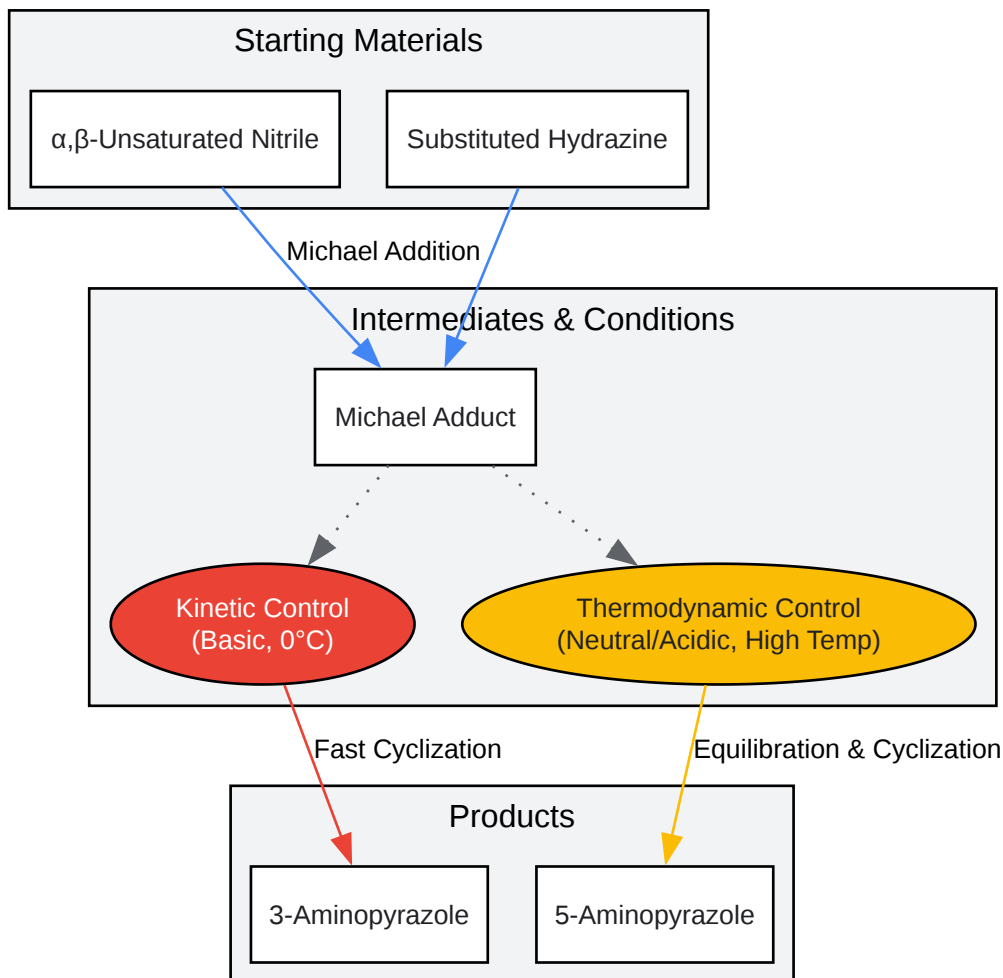 Starting Materials
α,β-Unsaturated Nitrile
Substituted Hydrazine
Michael Addition
Intermediates & Conditions
Michael Adduct
Kinetic Control
(Basic, 0°C)
Thermodynamic Control
(Neutral/Acidic, High Temp)
Fast Cyclization
Equilibration & Cyclization
Products
3-Aminopyrazole
5-Aminopyrazole